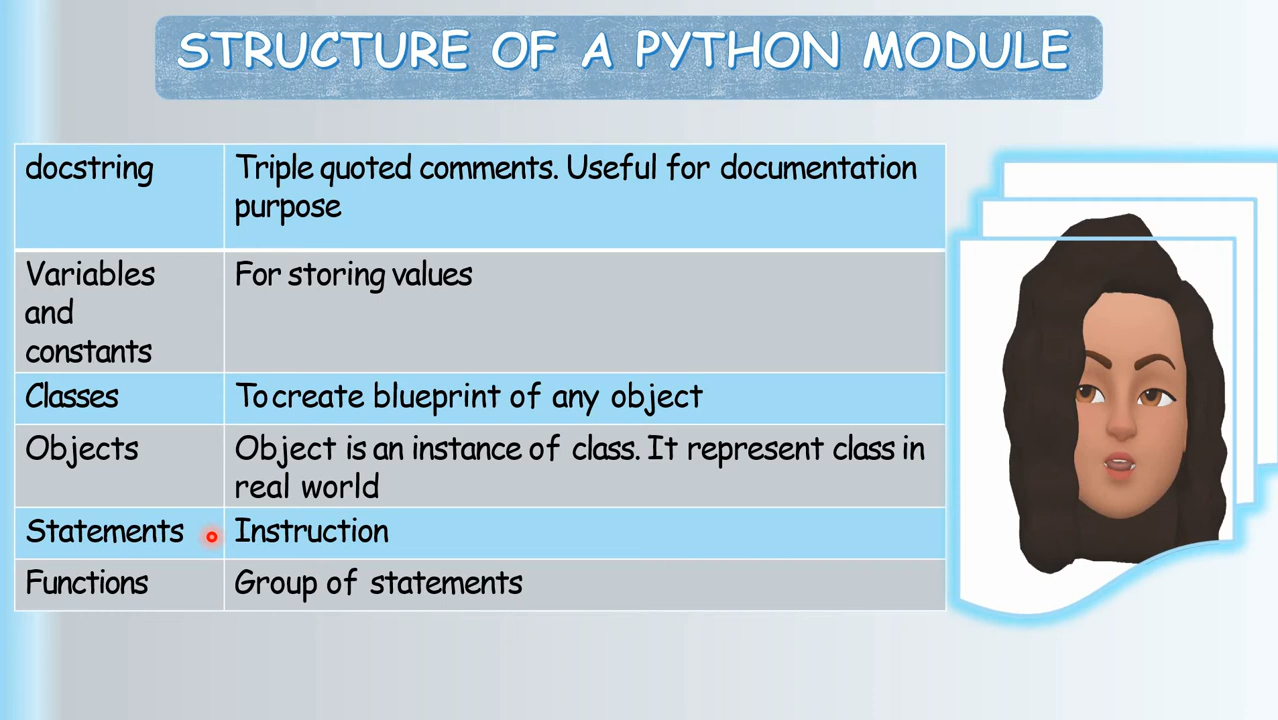 STRUCTURE OF A PYTHON MODULE
docstring
Triple quoted comments. Useful for documentation
purpose
Variables
and
constants
For storing values
Classes
To create blueprint of any object
Objects
Object is an instance of class. It represent class in
real world
Statements
Instruction
Functions
Group of statements